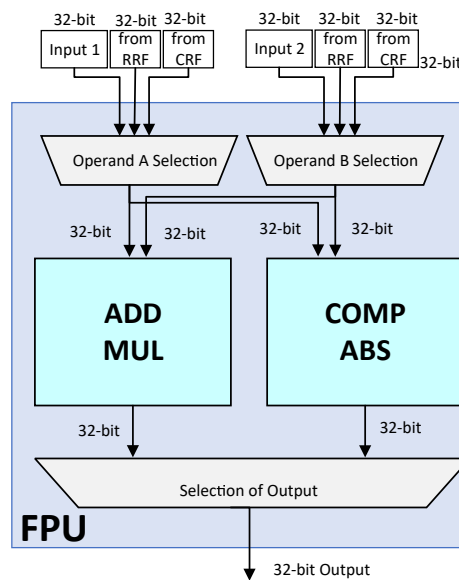 32-bit 32-bit 32-bit 32-bit 32-bit 32-bit
Input 1 from RRF from CRF Input 2 from RRF from CRF
32-bit
Operand A Selection Operand B Selection
32-bit 32-bit 32-bit 32-bit
ADD MUL
COMP ABS
32-bit 32-bit
Selection of Output
FPU
32-bit Output